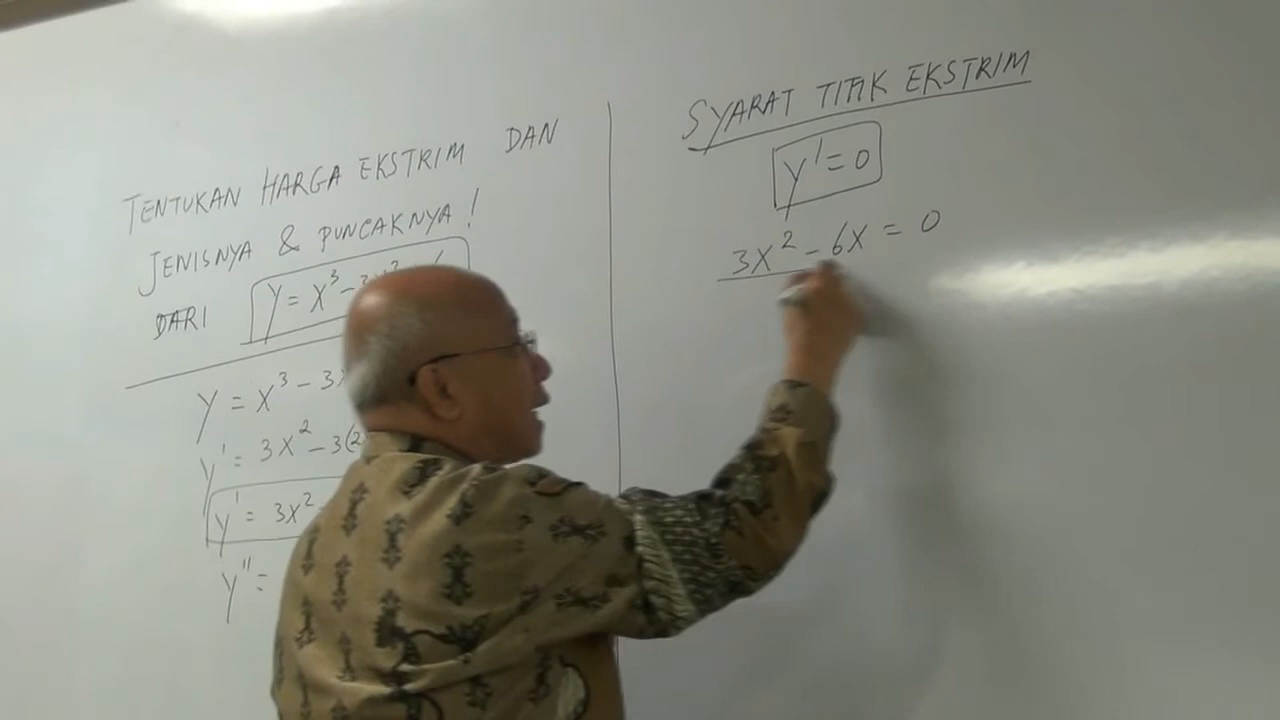 TENTUKAN HARGA EKSTRIM DAN
JENISNYA & PUNCAKNYA !
DARI y = x³ -
y = x³ - 3x
y' = 3x² - 3(2
y' = 3x²
y'' =
SYARAT TITIK EKSTRIM
y' = 0
3x² - 6x = 0